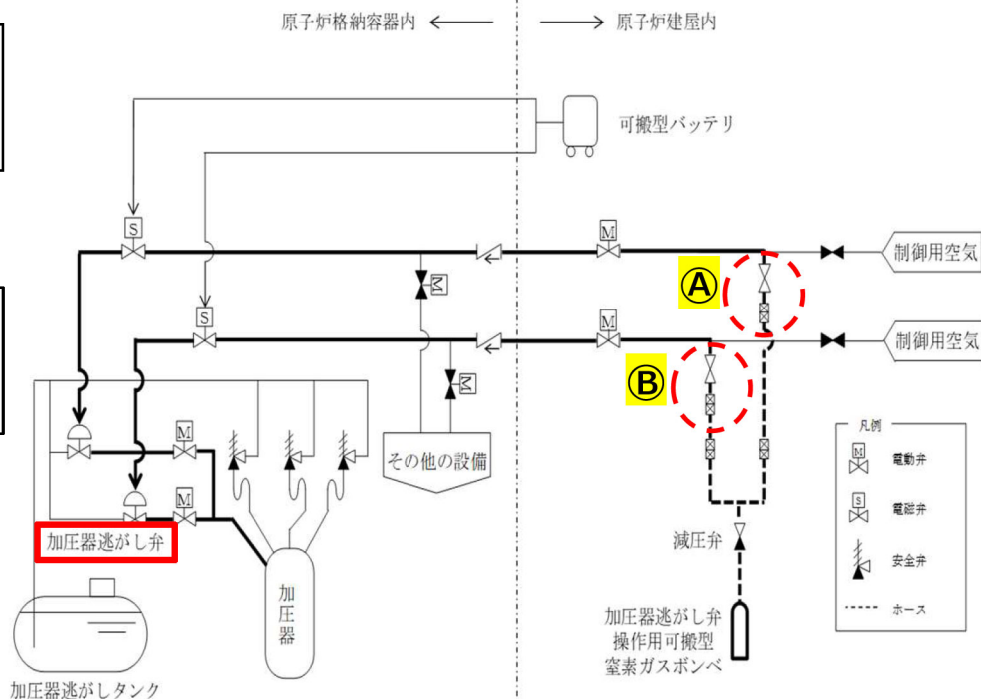 原子炉格納容器内
原子炉建屋内
可搬型バッテリ
S
M
制御用空気
Ⓐ
M
S
M
制御用空気
Ⓑ
M
M
その他の設備
M
加圧器逃がし弁
加圧器
減圧弁
加圧器逃がし弁
操作用可搬型
窒素ガスボンベ
加圧器逃がしタンク
凡例
M
電動弁
S
電磁弁
安全弁
ホース